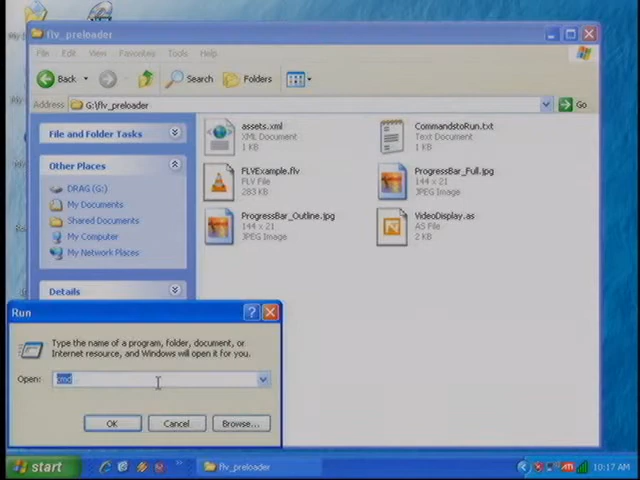 flv_preloader
File Edit View Favorites Tools Help
Back Search Folders
Address G:\flv_preloader Go
File and Folder Tasks
Other Places
DRAG (G:)
My Documents
Shared Documents
My Computer
My Network Places
Details
assets.xml
XML Document
1 KB
CommandstoRun.txt
Text Document
1 KB
FLVExample.flv
FLV File
283 KB
ProgressBar_Full.jpg
144 x 21
JPEG Image
ProgressBar_Outline.jpg
144 x 21
JPEG Image
VideoDisplay.as
AS File
2 KB
Run
Type the name of a program, folder, document, or
Internet resource, and Windows will open it for you.
Open: cmd
OK Cancel Browse...
start flv_preloader ATI 10:17 AM